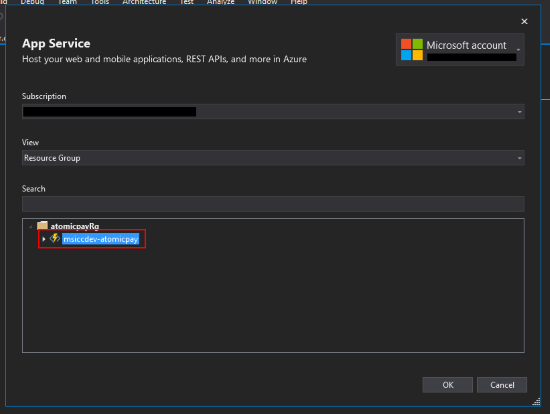 Team Tools Architecture Test Analyze Window Help
App Service
Host your web and mobile applications, REST APIs, and more in Azure
Microsoft account
Subscription
View
Resource Group
Search
atomicpayRg
msiccdev-atomicpay
OK Cancel